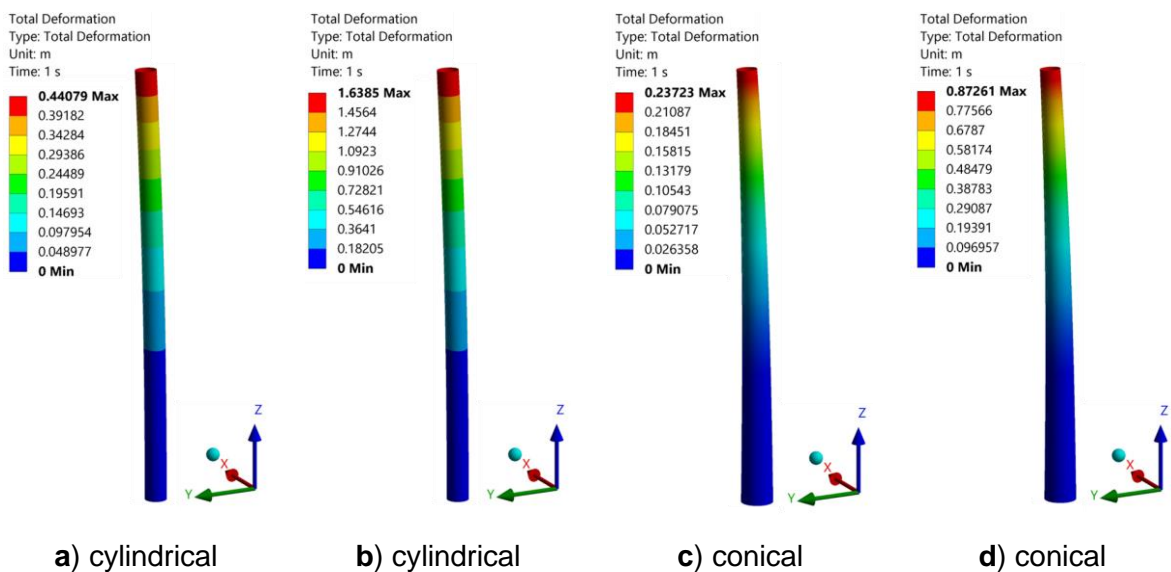 Total Deformation
Type: Total Deformation
Unit: m
Time: 1 s
0.44079 Max
0.39182
0.34284
0.29386
0.24489
0.19591
0.14693
0.097954
0.048977
0 Min
Z
X
Y
a) cylindrical
Total Deformation
Type: Total Deformation
Unit: m
Time: 1 s
1.6385 Max
1.4564
1.2744
1.0923
0.91026
0.72821
0.54616
0.3641
0.18205
0 Min
Z
X
Y
b) cylindrical
Total Deformation
Type: Total Deformation
Unit: m
Time: 1 s
0.23723 Max
0.21087
0.18451
0.15815
0.13179
0.10543
0.079075
0.052717
0.026358
0 Min
Z
X
Y
c) conical
Total Deformation
Type: Total Deformation
Unit: m
Time: 1 s
0.87261 Max
0.77566
0.6787
0.58174
0.48479
0.38783
0.29087
0.19391
0.096957
0 Min
Z
X
Y
d) conical